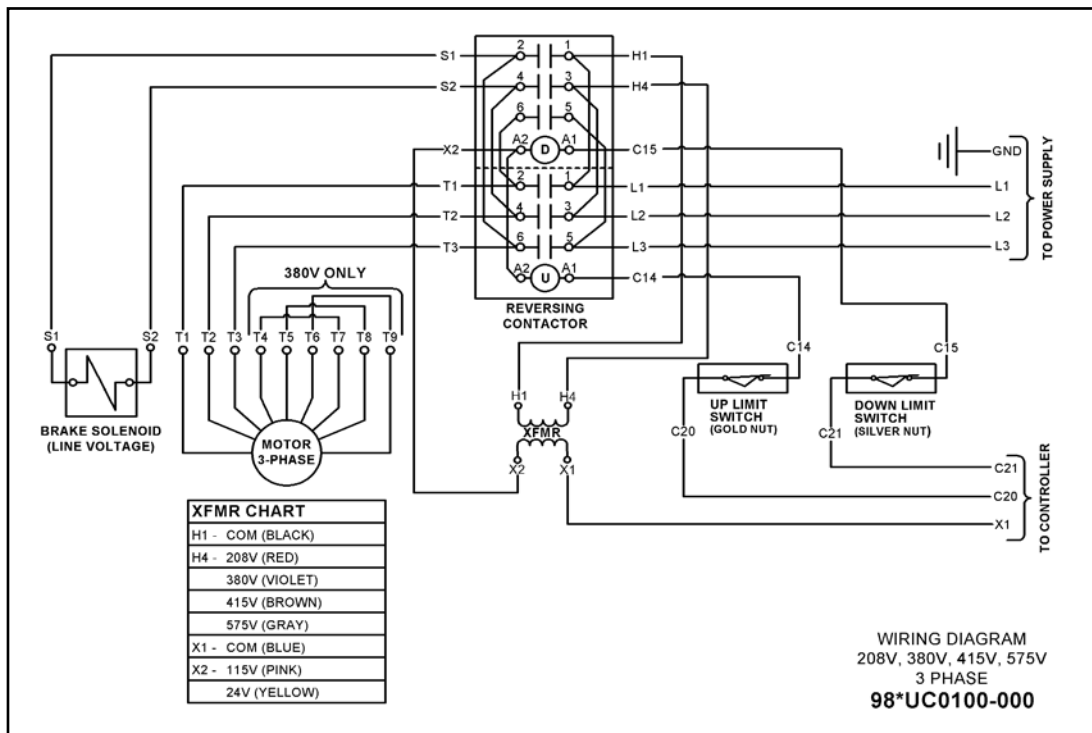 2 1
S1 H1
4 3
S2 H4
6 5
A2 D A1
X2 C15
GND
2 1
T1 L1 L1
4 3
T2 L2 L2
6 5
T3 L3 L3
TO POWER SUPPLY
A2 U A1
C14
380V ONLY
REVERSING
CONTACTOR
S1 S2 T1 T2 T3 T4 T5 T6 T7 T8 T9
C14 C15
H1 H4
XFMR
X2 X1
UP LIMIT
SWITCH
(GOLD NUT)
DOWN LIMIT
SWITCH
(SILVER NUT)
C20 C21
BRAKE SOLENOID
(LINE VOLTAGE)
MOTOR
3-PHASE
C21
C20
X1
TO CONTROLLER
XFMR CHART
H1 - COM (BLACK)
H4 - 208V (RED)
380V (VIOLET)
415V (BROWN)
575V (GRAY)
X1 - COM (BLUE)
X2 - 115V (PINK)
24V (YELLOW)
WIRING DIAGRAM
208V, 380V, 415V, 575V
3 PHASE
98*UC0100-000